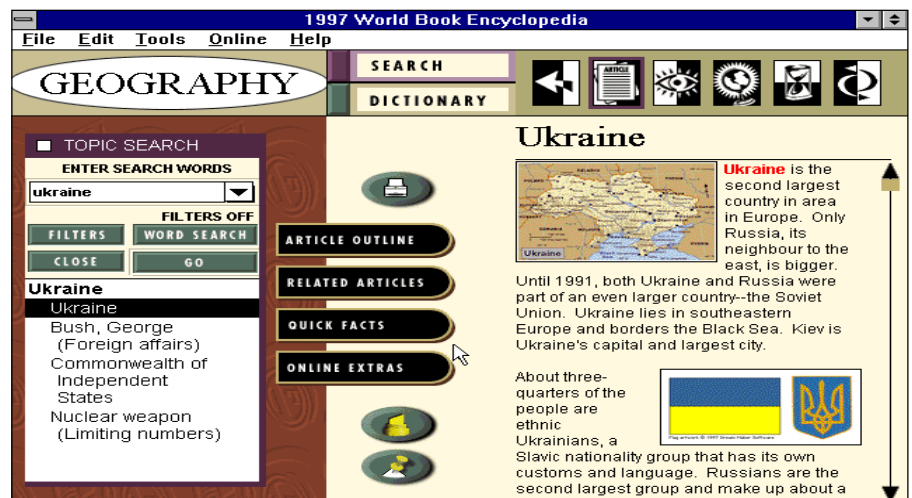 1997 World Book Encyclopedia
File Edit Tools Online Help
GEOGRAPHY
SEARCH
DICTIONARY
ARTICLE
TOPIC SEARCH
ENTER SEARCH WORDS
ukraine
FILTERS OFF
FILTERS WORD SEARCH
CLOSE GO
Ukraine
Ukraine
Bush, George
(Foreign affairs)
Commonwealth of
Independent
States
Nuclear weapon
(Limiting numbers)
ARTICLE OUTLINE
RELATED ARTICLES
QUICK FACTS
ONLINE EXTRAS
Ukraine
Ukraine
Ukraine is the
second largest
country in area
in Europe. Only
Russia, its
neighbour to the
east, is bigger.
Until 1991, both Ukraine and Russia were
part of an even larger country--the Soviet
Union. Ukraine lies in southeastern
Europe and borders the Black Sea. Kiev is
Ukraine's capital and largest city.
About three-
quarters of the
people are
ethnic
Ukrainians, a
Flag artwork © 1997 Dream Maker Software
Slavic nationality group that has its own
customs and language. Russians are the
second largest group and make up about a